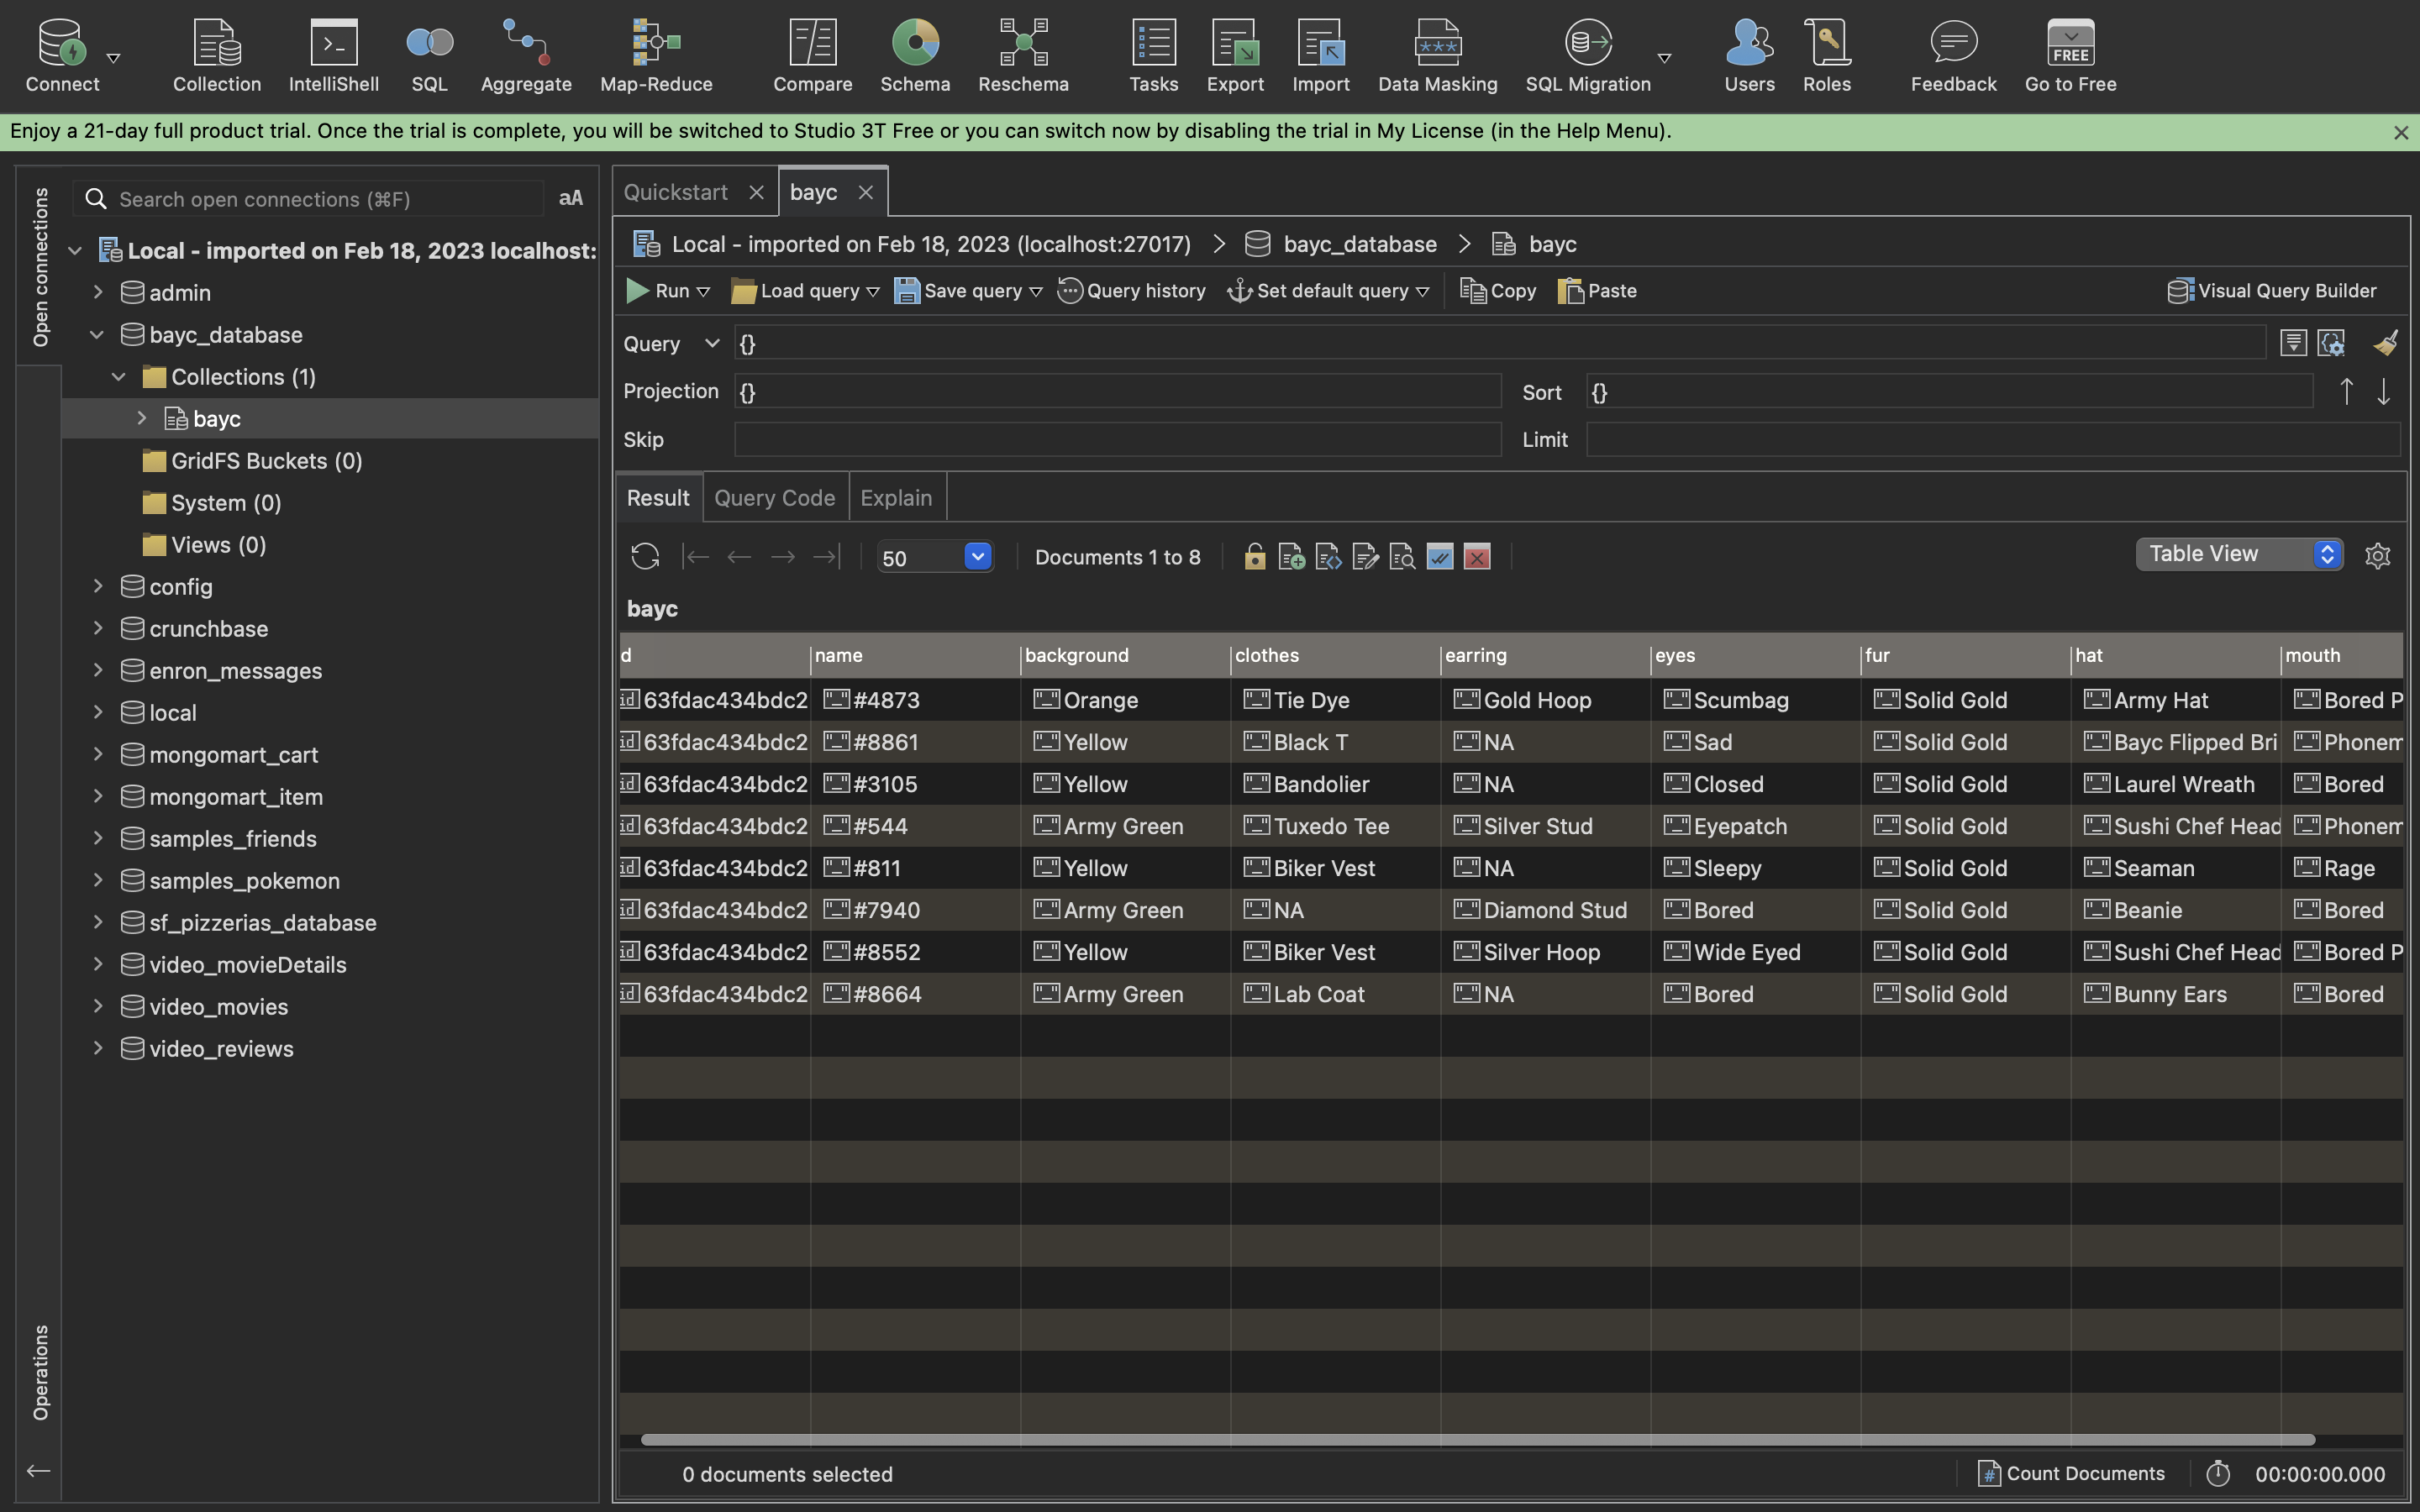 Connect Collection IntelliShell SQL Aggregate Map-Reduce Compare Schema Reschema Tasks Export Import Data Masking SQL Migration Users Roles Feedback FREE Go to Free
Enjoy a 21-day full product trial. Once the trial is complete, you will be switched to Studio 3T Free or you can switch now by disabling the trial in My License (in the Help Menu).
Open connections
Operations
Search open connections (⌘F) aA
Local - imported on Feb 18, 2023 localhost:
admin
bayc_database
Collections (1)
bayc
GridFS Buckets (0)
System (0)
Views (0)
config
crunchbase
enron_messages
local
mongomart_cart
mongomart_item
samples_friends
samples_pokemon
sf_pizzerias_database
video_movieDetails
video_movies
video_reviews
Quickstart bayc
Local - imported on Feb 18, 2023 (localhost:27017) > bayc_database > bayc
Run Load query Save query Query history Set default query Copy Paste Visual Query Builder
Query {}
Projection {} Sort {}
Skip Limit
Result Query Code Explain
50 Documents 1 to 8 Table View
bayc
d name background clothes earring eyes fur hat mouth
63fdac434bdc2 #4873 Orange Tie Dye Gold Hoop Scumbag Solid Gold Army Hat Bored P
63fdac434bdc2 #8861 Yellow Black T NA Sad Solid Gold Bayc Flipped Bri Phonem
63fdac434bdc2 #3105 Yellow Bandolier NA Closed Solid Gold Laurel Wreath Bored
63fdac434bdc2 #544 Army Green Tuxedo Tee Silver Stud Eyepatch Solid Gold Sushi Chef Head Phonem
63fdac434bdc2 #811 Yellow Biker Vest NA Sleepy Solid Gold Seaman Rage
63fdac434bdc2 #7940 Army Green NA Diamond Stud Bored Solid Gold Beanie Bored
63fdac434bdc2 #8552 Yellow Biker Vest Silver Hoop Wide Eyed Solid Gold Sushi Chef Head Bored P
63fdac434bdc2 #8664 Army Green Lab Coat NA Bored Solid Gold Bunny Ears Bored
0 documents selected Count Documents 00:00:00.000